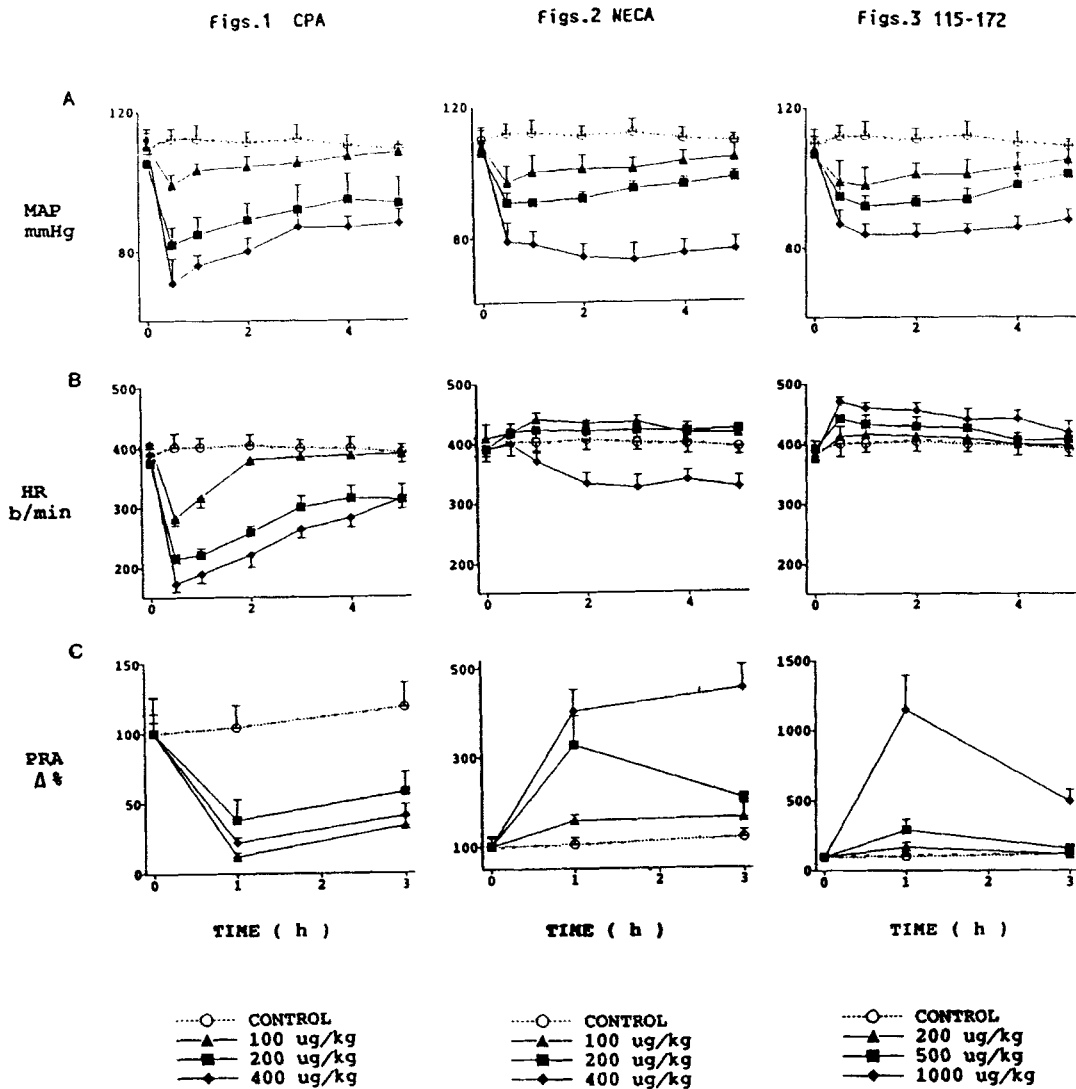 Figs.1 CPA
Figs.2 NECA
Figs.3 115-172
A
MAP
mmHg
120
80
0
2
4
120
80
0
2
4
120
80
0
2
4
B
HR
b/min
500
400
300
200
0
2
4
500
400
300
200
0
2
4
500
400
300
200
0
2
4
C
PRA
Δ %
150
100
50
0
0
1
2
3
500
300
100
0
1
2
3
1500
1000
500
0
0
1
2
3
TIME ( h )
TIME ( h )
TIME ( h )
CONTROL
100 ug/kg
200 ug/kg
400 ug/kg
CONTROL
100 ug/kg
200 ug/kg
400 ug/kg
CONTROL
200 ug/kg
500 ug/kg
1000 ug/kg